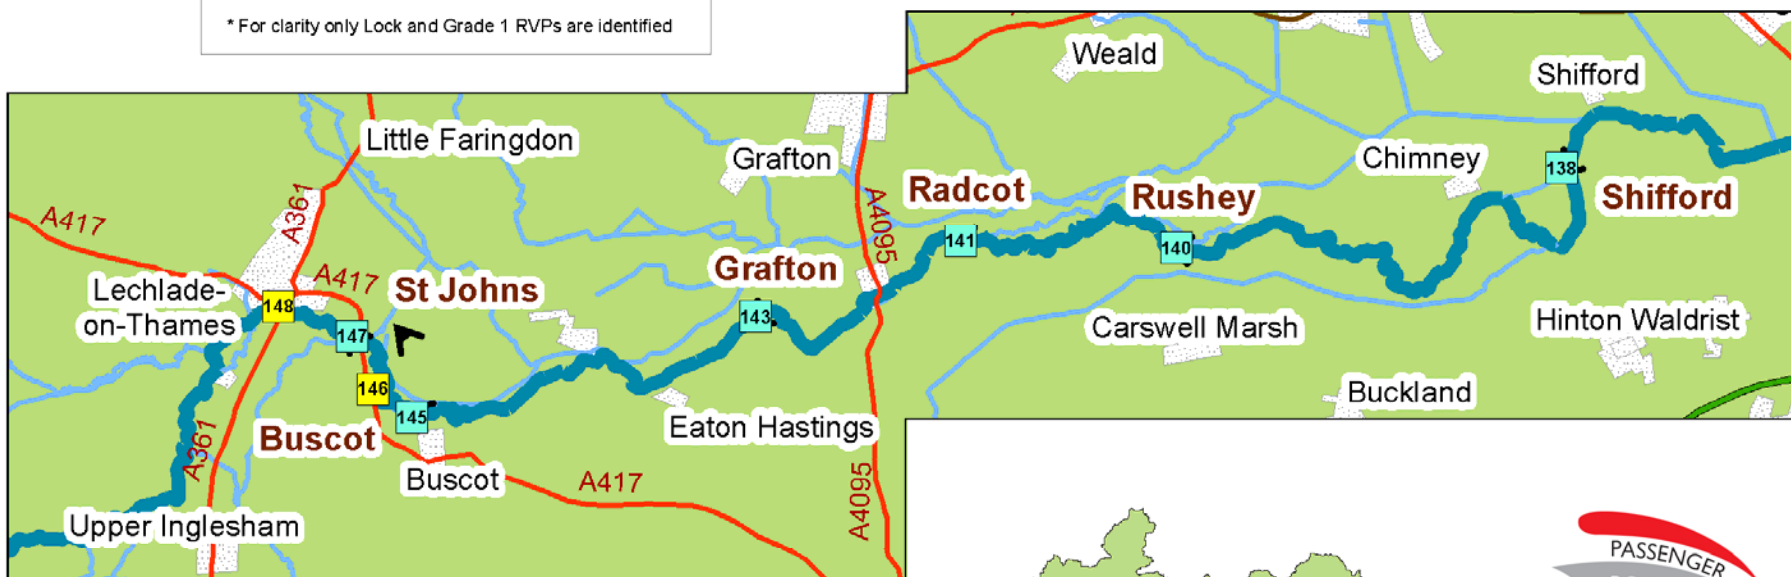 * For clarity only Lock and Grade 1 RVPs are identified
Weald
Shifford
Little Faringdon
Grafton
Chimney
138
A361
A417
A4095
Radcot
Rushey
Shifford
141
140
Lechlade-
on-Thames
A417
St Johns
Grafton
148
147
143
Carswell Marsh
Hinton Waldrist
146
145
Buckland
Buscot
Eaton Hastings
A361
Buscot
A417
A4095
Upper Inglesham
PASSENGER